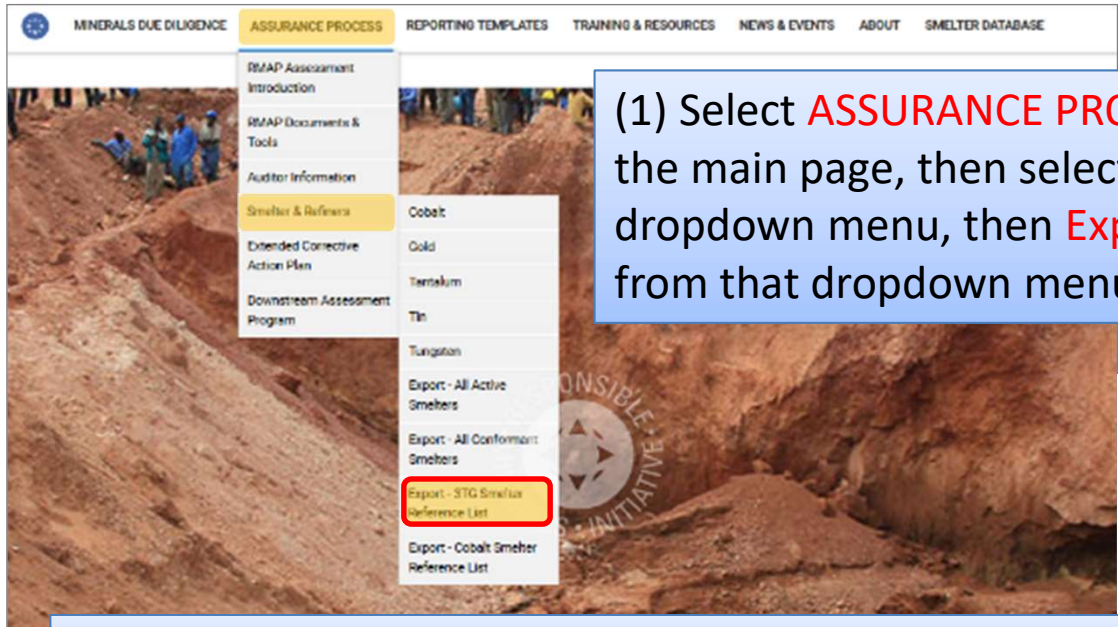 MINERALS DUE DILIGENCE ASSURANCE PROCESS REPORTING TEMPLATES TRAINING & RESOURCES NEWS & EVENTS ABOUT SMELTER DATABASE
RMAP Assessment
Introduction
RMAP Documents &
Tools
Auditor Information
Smelter & Refiners
Extended Corrective
Action Plan
Downstream Assessment
Program
Cobalt
Gold
Tantalum
Tin
Tungsten
Export - All Active
Smelters
Export - All Conformant
Smelters
Export - 3TG Smelter
Reference List
Export - Cobalt Smelter
Reference List
(1) Select ASSURANCE PRO
the main page, then select
dropdown menu, then Exp
from that dropdown menu
INITIATIVE